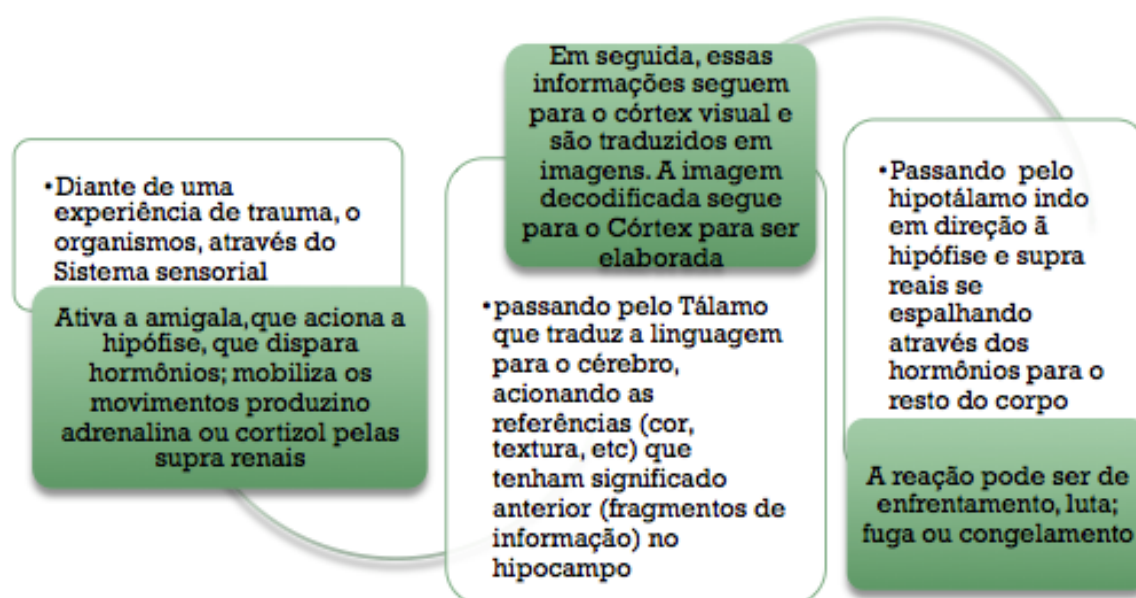 •Diante de uma
experiência de trauma, o
organismos, através do
Sistema sensorial
Ativa a amigala,que aciona a
hipófise, que dispara
hormônios; mobiliza os
movimentos produzino
adrenalina ou cortizol pelas
supra renais
Em seguida, essas
informações seguem
para o córtex visual e
são traduzidos em
imagens. A imagem
decodificada segue
para o Córtex para ser
elaborada
•passando pelo Tálamo
que traduz a linguagem
para o cérebro,
acionando as
referências (cor,
textura, etc) que
tenham significado
anterior (fragmentos de
informação) no
hipocampo
•Passando pelo
hipotálamo indo
em direção ã
hipófise e supra
reais se
espalhando
através dos
hormônios para o
resto do corpo
A reação pode ser de
enfrentamento, luta;
fuga ou congelamento